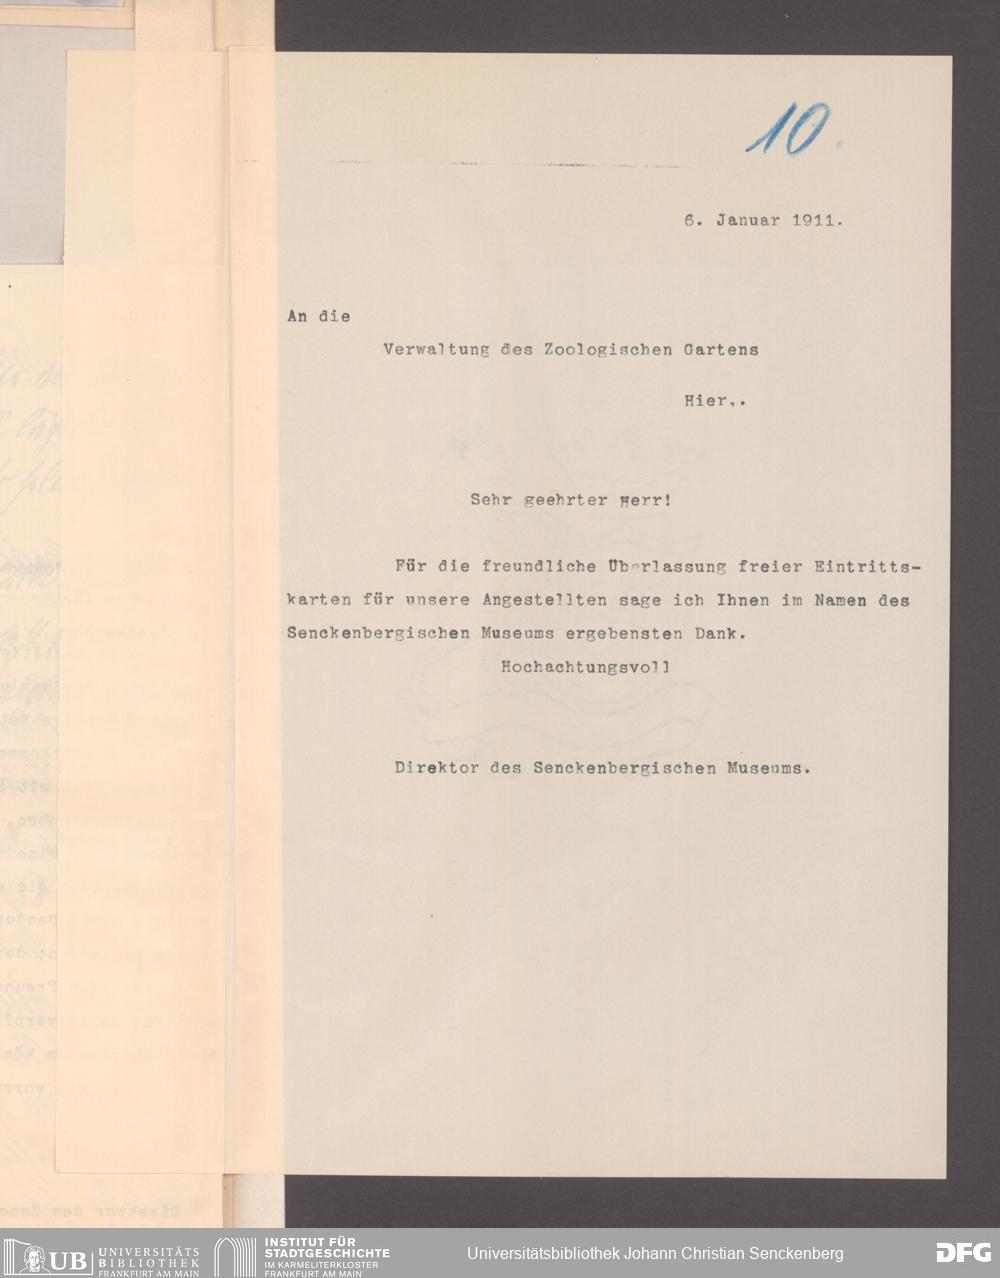 10.
6. Januar 1911.
An die
Verwaltung des Zoologischen Gartens
Hier..
Sehr geehrter Herr!
Für die freundliche Überlassung freier Eintritts-
karten für unsere Angestellten sage ich Ihnen im Namen des
Senckenbergischen Museums ergebensten Dank.
Hochachtungsvoll
Direktor des Senckenbergischen Museums.
UB UNIVERSITÄTS
BIBLIOTHEK
FRANKFURT AM MAIN
INSTITUT FÜR
STADTGESCHICHTE
IM KARMELITERKLOSTER
FRANKFURT AM MAIN
Universitätsbibliothek Johann Christian Senckenberg
DFG